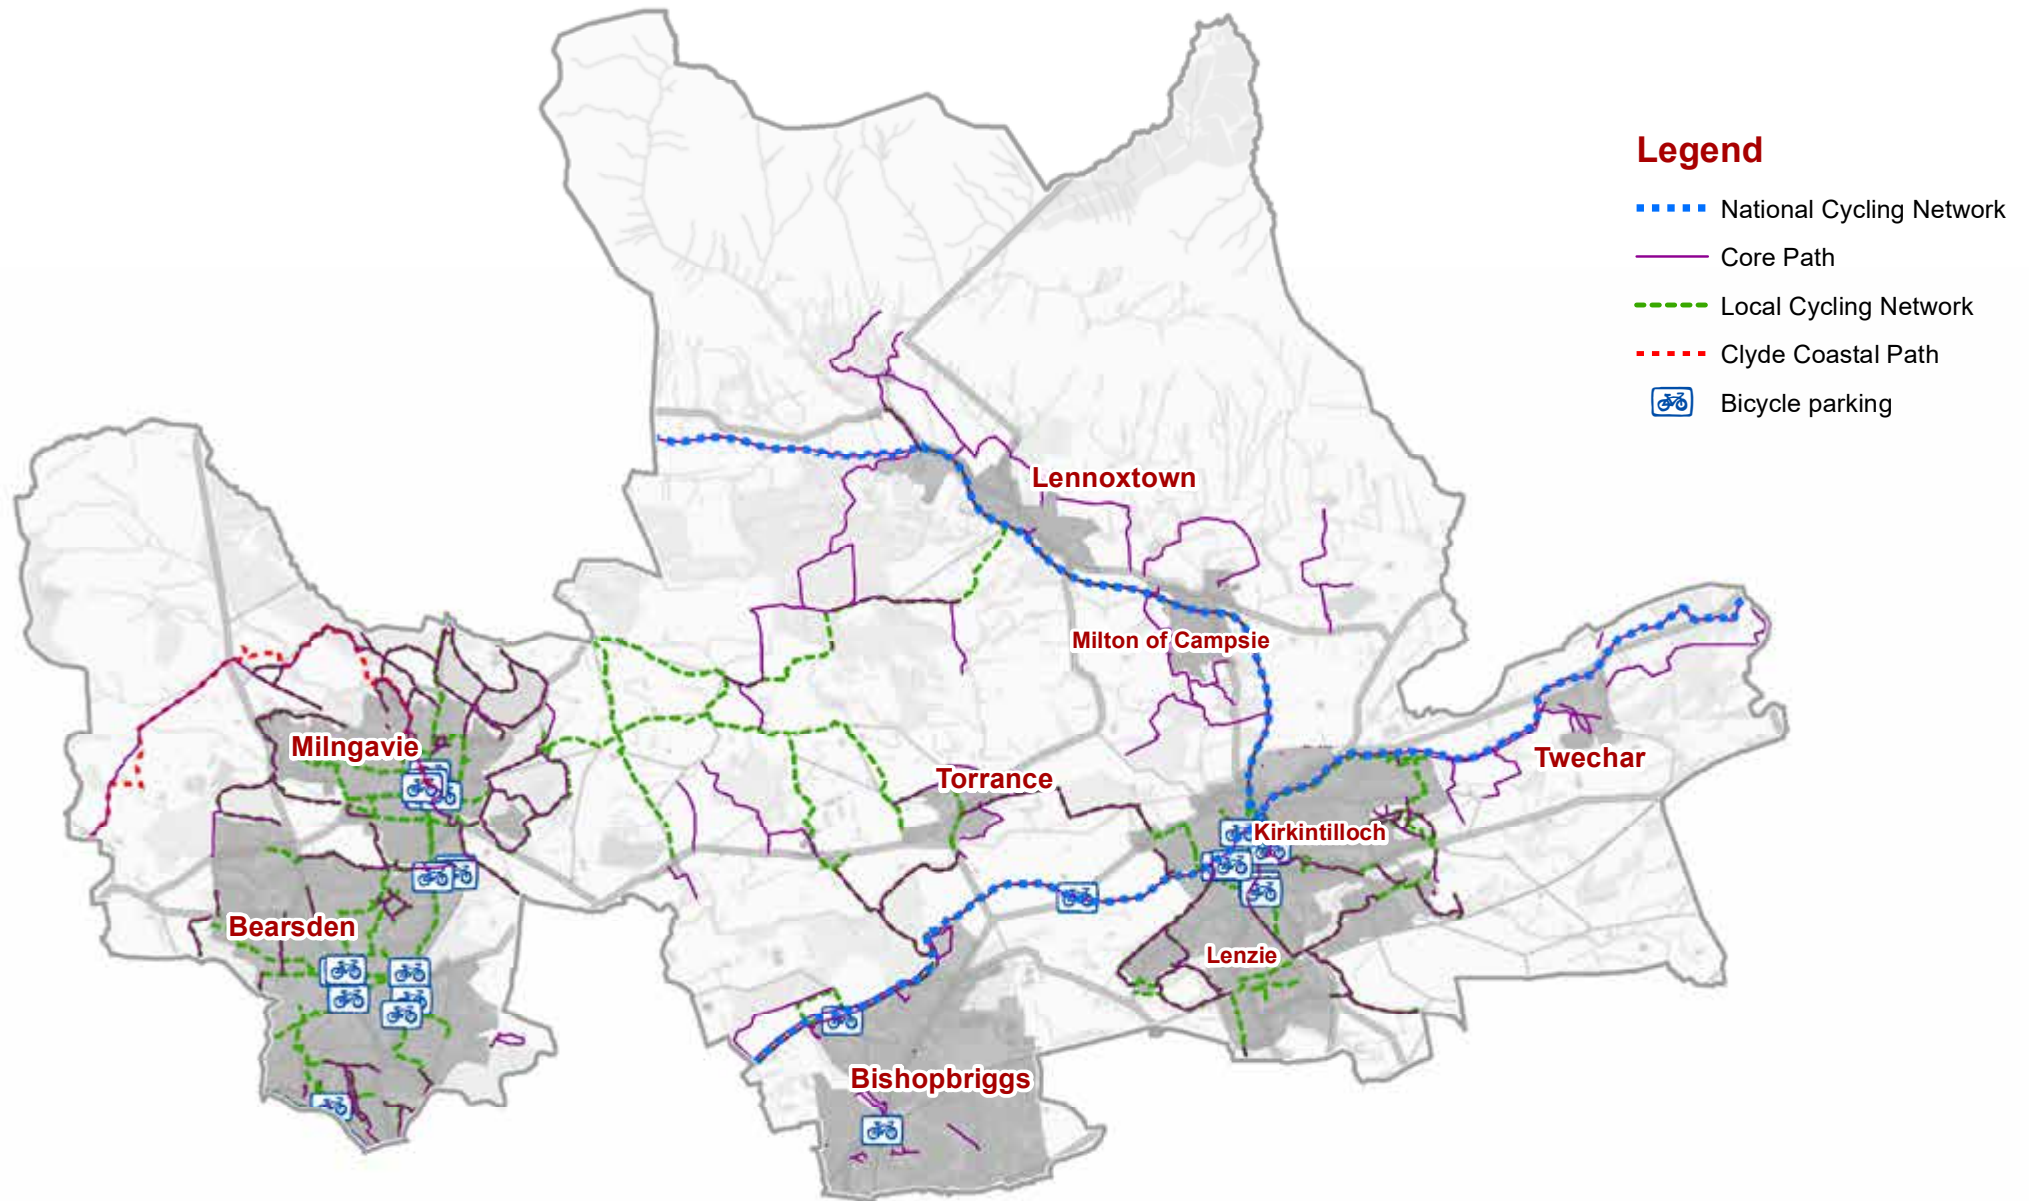 Legend
National Cycling Network
Core Path
Local Cycling Network
Clyde Coastal Path
Bicycle parking
Lennoxtown
Milton of Campsie
Milngavie
Twechar
Torrance
Kirkintilloch
Bearsden
Lenzie
Bishopbriggs